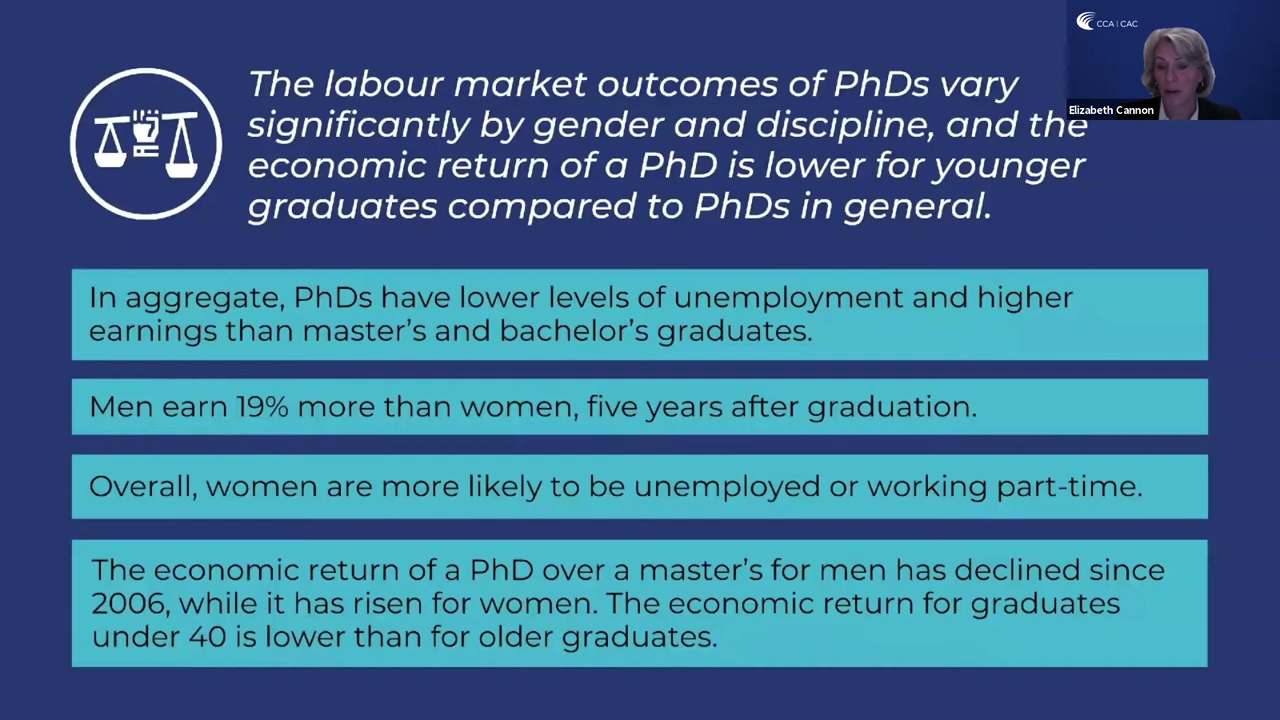 CCA | CAC
Elizabeth Cannon
The labour market outcomes of PhDs vary
significantly by gender and discipline, and the
economic return of a PhD is lower for younger
graduates compared to PhDs in general.
In aggregate, PhDs have lower levels of unemployment and higher
earnings than master’s and bachelor’s graduates.
Men earn 19% more than women, five years after graduation.
Overall, women are more likely to be unemployed or working part-time.
The economic return of a PhD over a master’s for men has declined since
2006, while it has risen for women. The economic return for graduates
under 40 is lower than for older graduates.